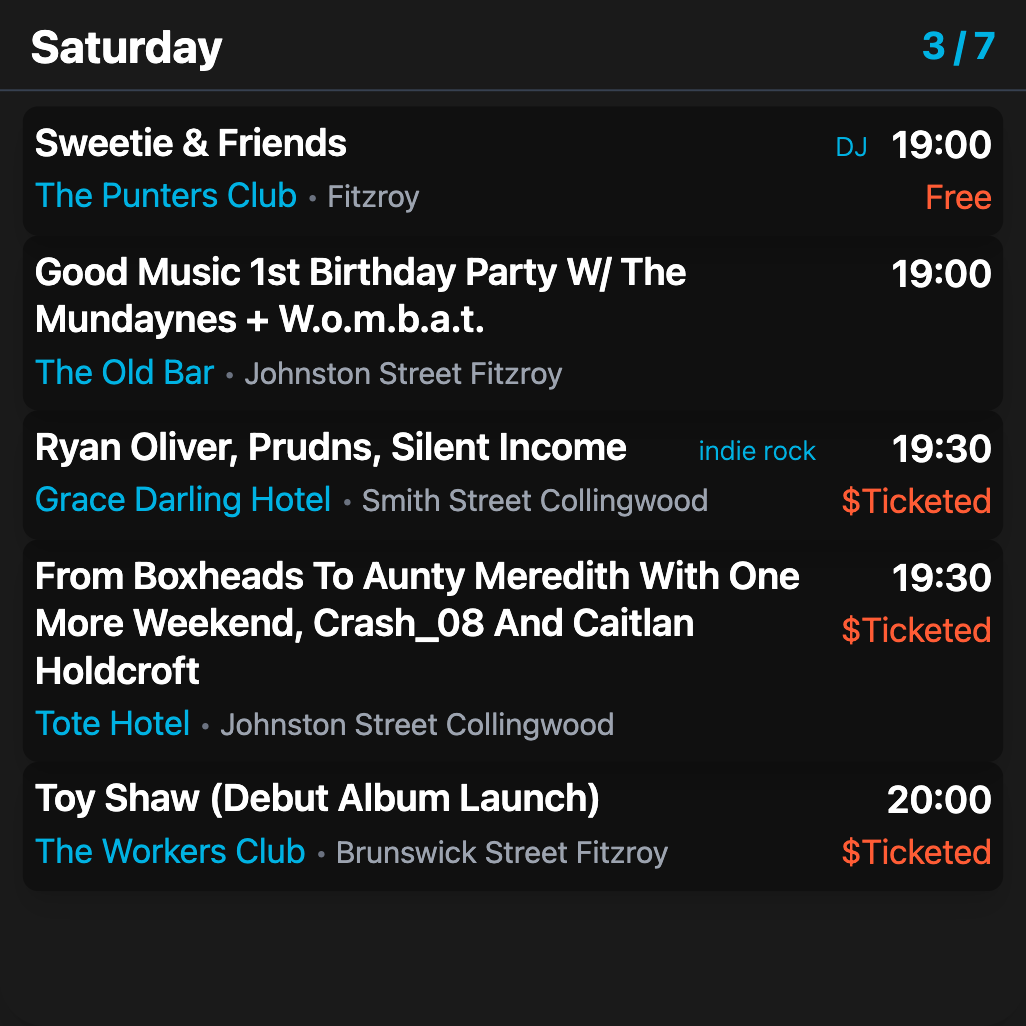 Saturday 3 / 7
Sweetie & Friends DJ 19:00
The Punters Club • Fitzroy Free
Good Music 1st Birthday Party W/ The 19:00
Mundaynes + W.o.m.b.a.t.
The Old Bar • Johnston Street Fitzroy
Ryan Oliver, Prudns, Silent Income indie rock 19:30
Grace Darling Hotel • Smith Street Collingwood $Ticketed
From Boxheads To Aunty Meredith With One 19:30
More Weekend, Crash_08 And Caitlan $Ticketed
Holdcroft
Tote Hotel • Johnston Street Collingwood
Toy Shaw (Debut Album Launch) 20:00
The Workers Club • Brunswick Street Fitzroy $Ticketed